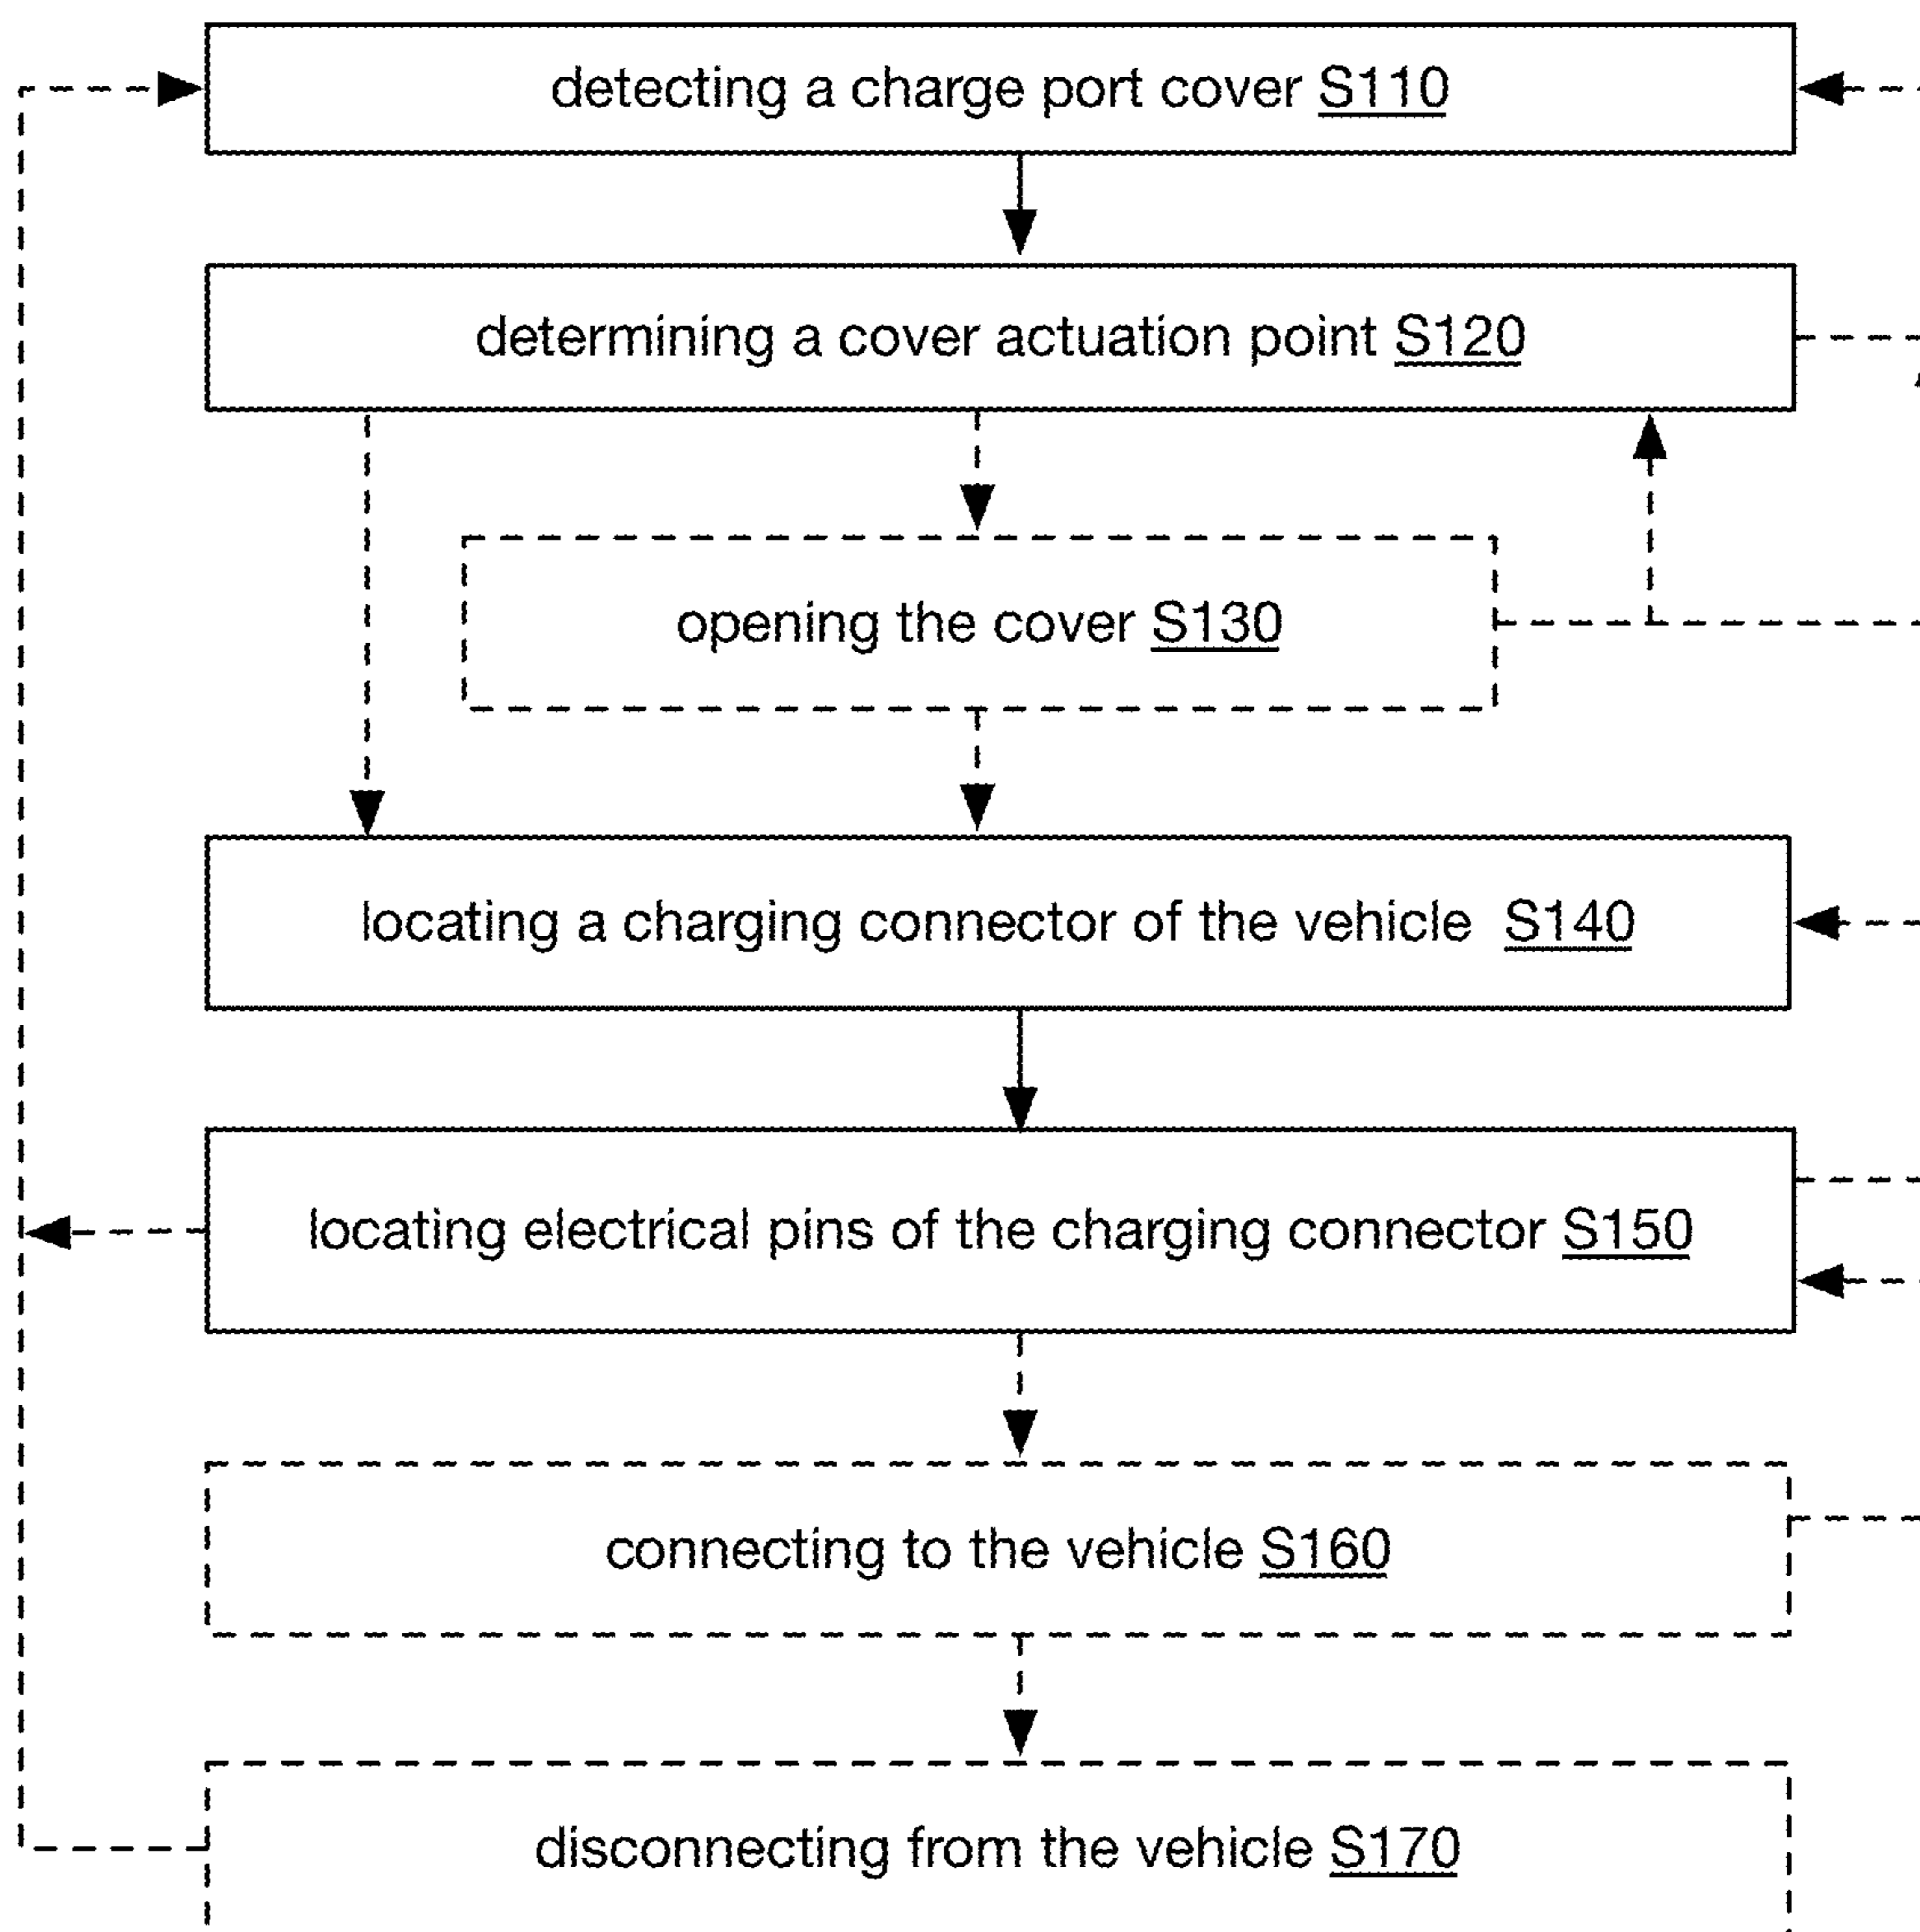 detecting a charge port cover S110
determining a cover actuation point S120
opening the cover S130
locating a charging connector of the vehicle S140
locating electrical pins of the charging connector S150
connecting to the vehicle S160
disconnecting from the vehicle S170